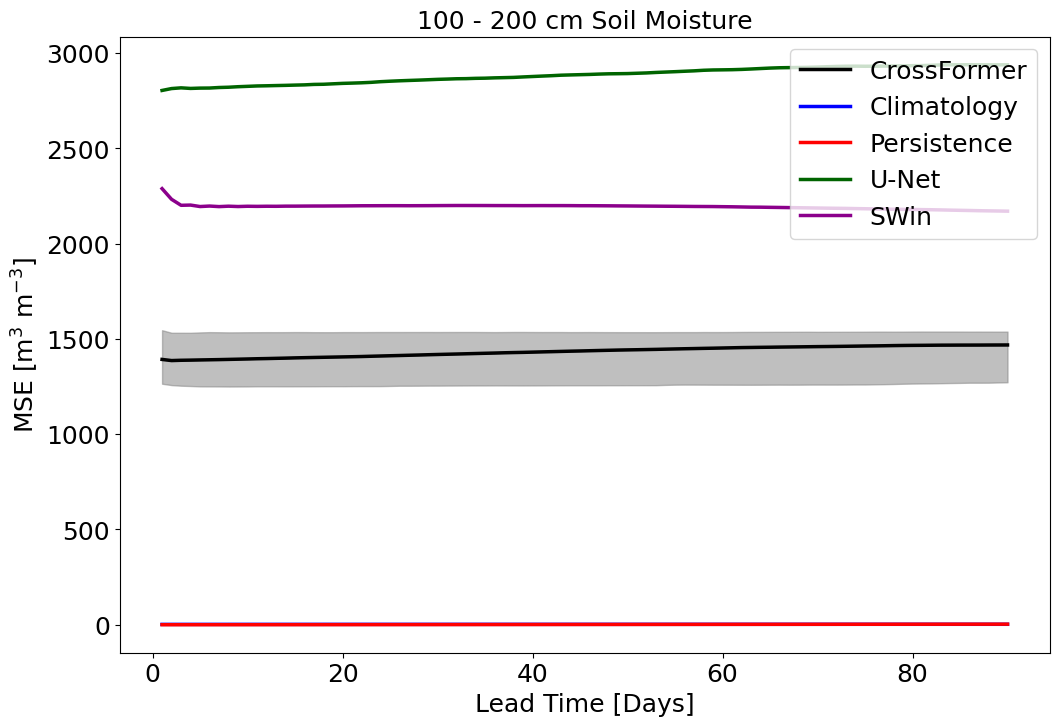 100 - 200 cm Soil Moisture
MSE [m³ m⁻³]
3000
2500
2000
1500
1000
500
0
0 20 40 60 80
Lead Time [Days]
CrossFormer
Climatology
Persistence
U-Net
SWin